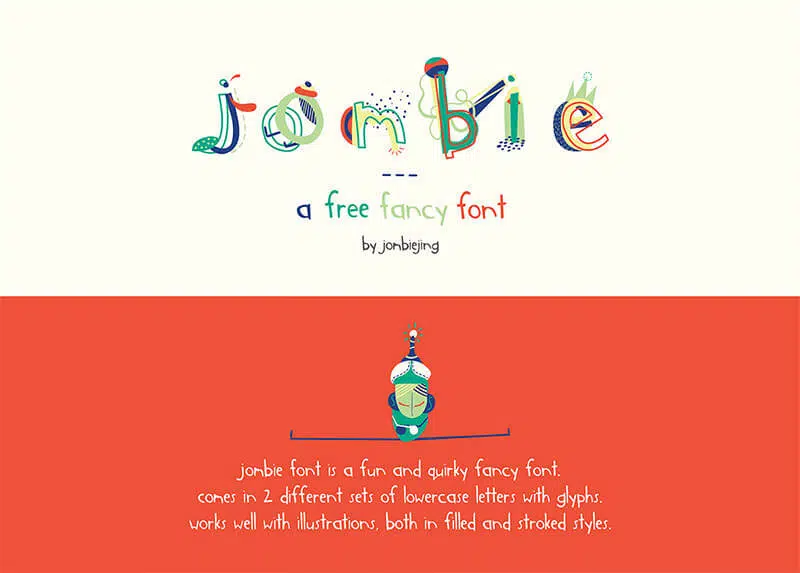 jombie
a free fancy font
by jombiejing
jombie font is a fun and quirky fancy font.
comes in 2 different sets of lowercase letters with glyphs.
works well with illustrations, both in filled and stroked styles.